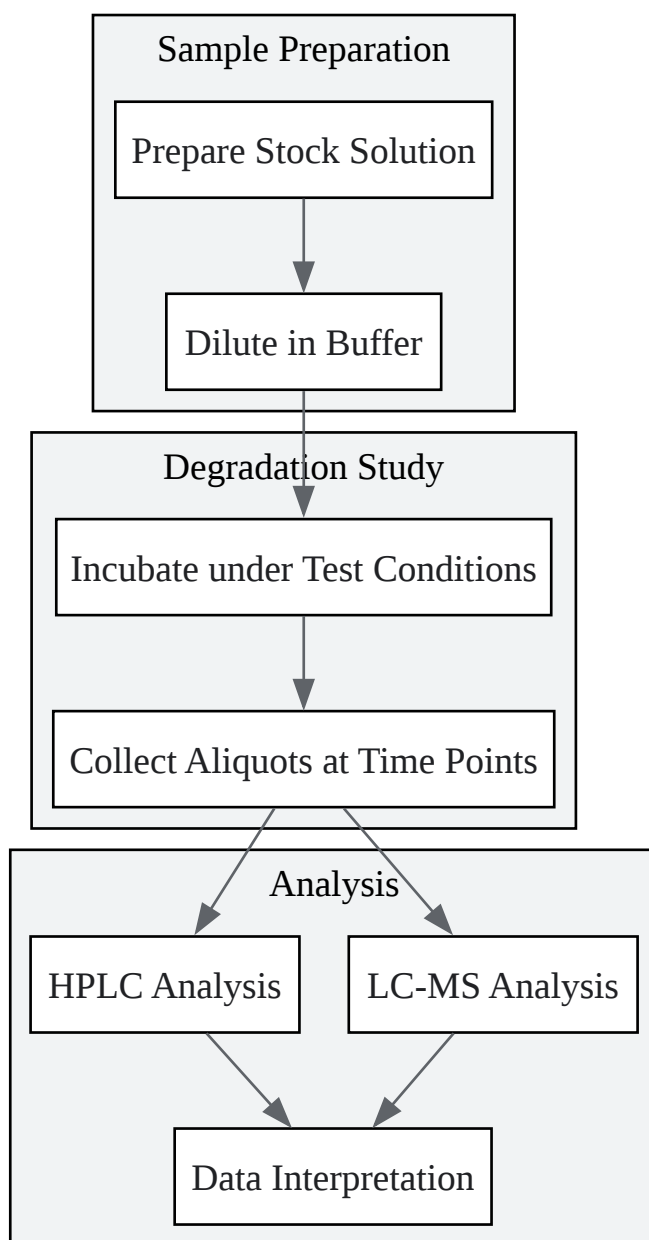 Sample Preparation
Prepare Stock Solution
Dilute in Buffer
Degradation Study
Incubate under Test Conditions
Collect Aliquots at Time Points
Analysis
HPLC Analysis
LC-MS Analysis
Data Interpretation